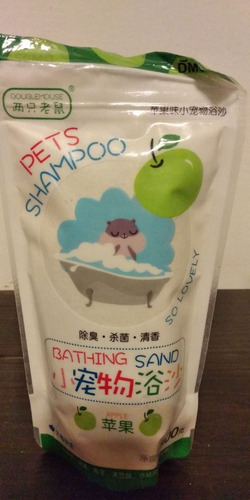 DOUBLEMOUSE
两只老鼠
苹果味小宠物浴沙
PETS
SHAMPOO
SO LOVELY
除臭·杀菌·清香
BATHING SAND
小宠物浴沙
APPLE
苹果